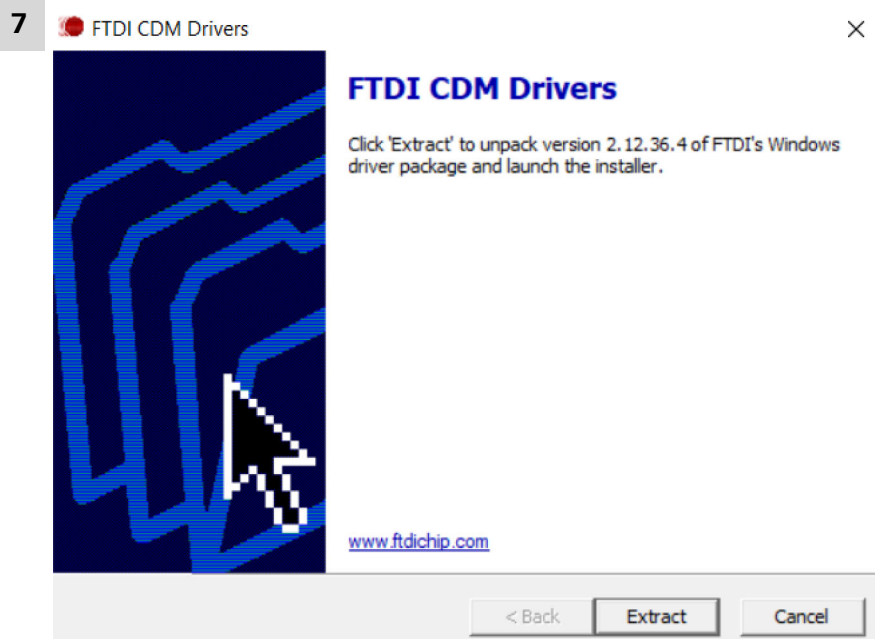 7
FTDI CDM Drivers
FTDI CDM Drivers
Click 'Extract' to unpack version 2.12.36.4 of FTDI's Windows
driver package and launch the installer.
www.ftdichip.com
< Back Extract Cancel